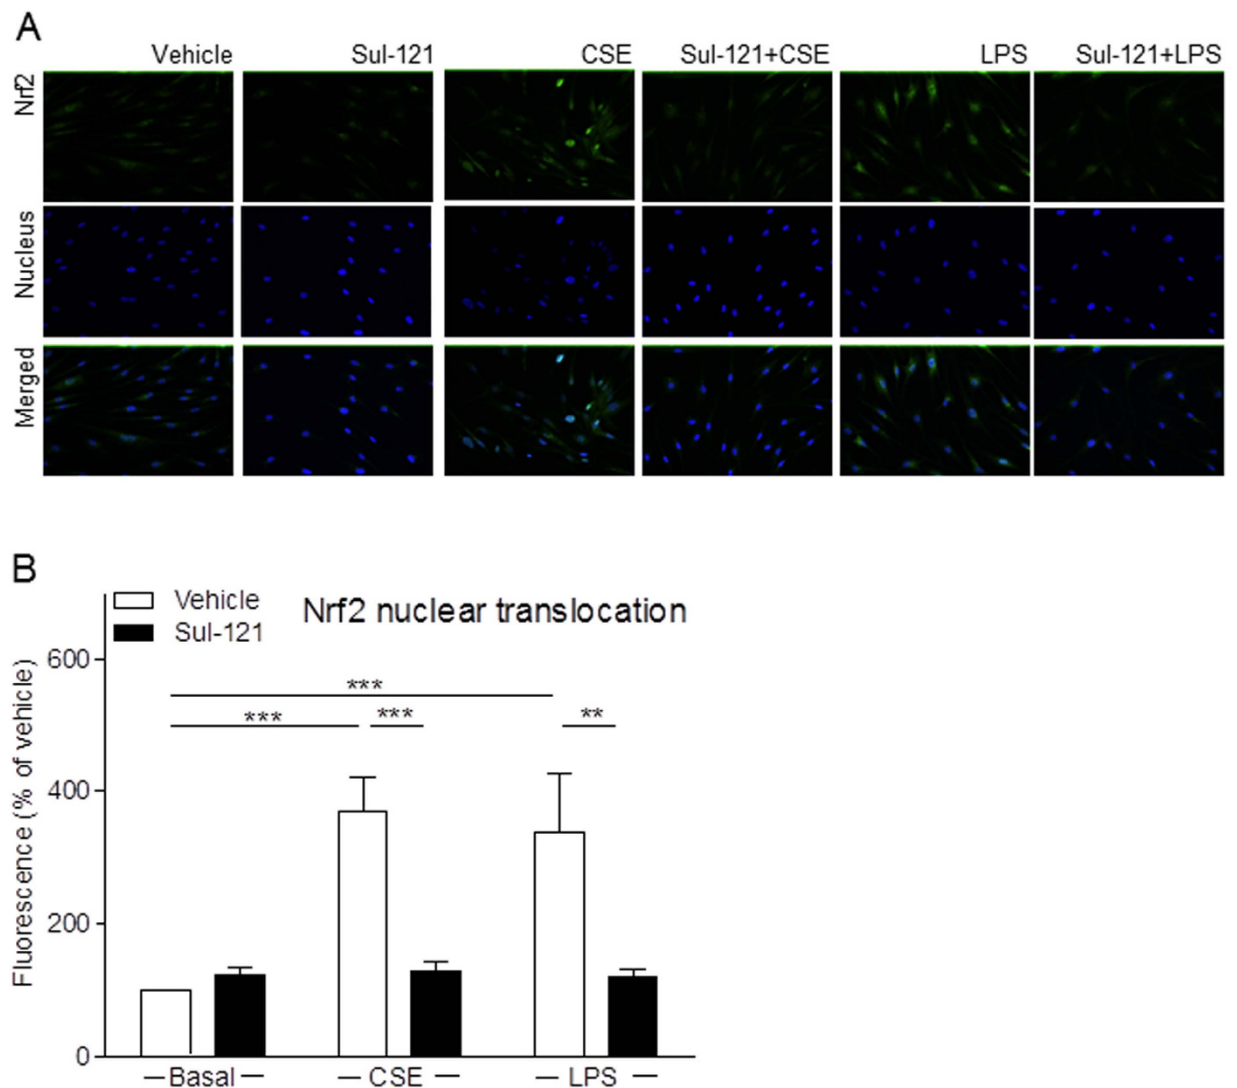 A
Vehicle Sul-121 CSE Sul-121+CSE LPS Sul-121+LPS
Nrf2
Nucleus
Merged
B
Vehicle
Sul-121
Nrf2 nuclear translocation
Fluorescence (% of vehicle)
600
400
200
0
***
*** *** **
Basal CSE LPS